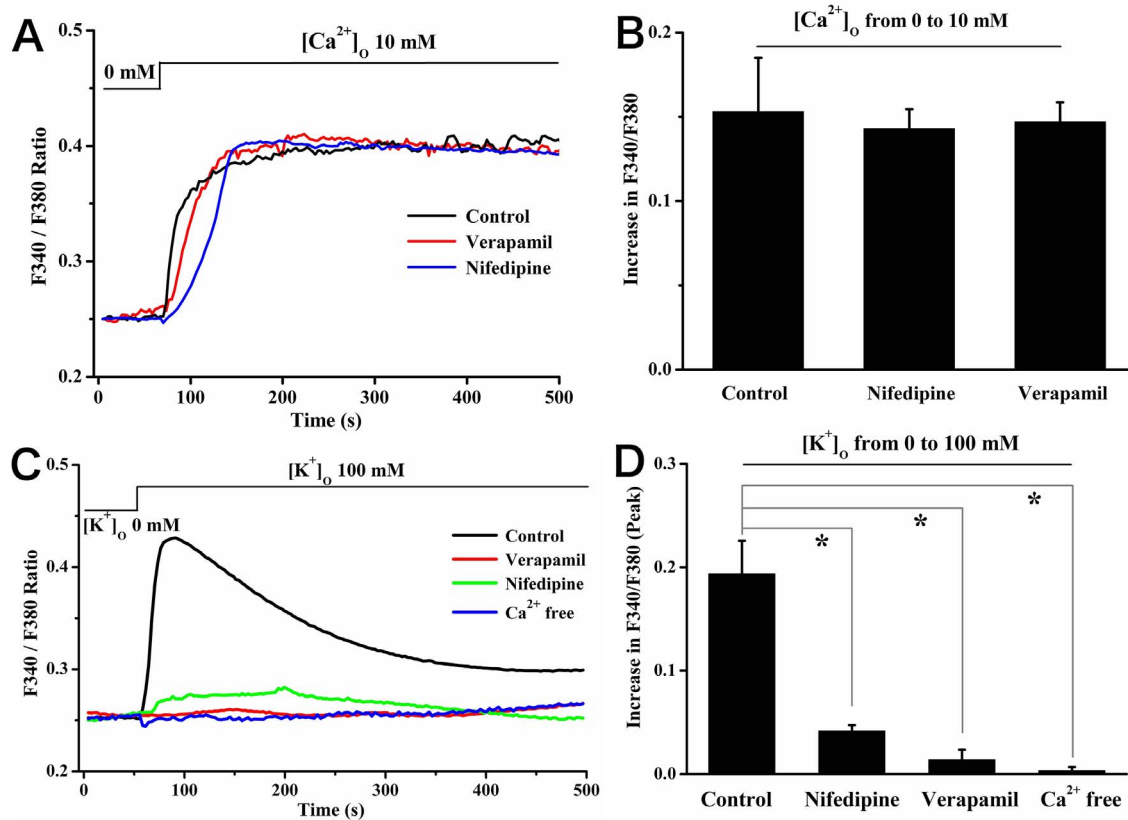 A
[Ca²⁺]ₒ 10 mM
0 mM
0.5
0.4
0.3
0.2
F340 / F380 Ratio
Control
Verapamil
Nifedipine
0 100 200 300 400 500
Time (s)
B
[Ca²⁺]ₒ from 0 to 10 mM
0.2
0.1
0.0
Increase in F340/F380
Control Nifedipine Verapamil
C
[K⁺]ₒ 100 mM
[K⁺]ₒ 0 mM
0.5
0.4
0.3
0.2
F340 / F380 Ratio
Control
Verapamil
Nifedipine
Ca²⁺ free
0 100 200 300 400 500
Time (s)
D
[K⁺]ₒ from 0 to 100 mM
0.3
0.2
0.1
0.0
Increase in F340/F380 (Peak)
*
*
*
Control Nifedipine Verapamil Ca²⁺ free